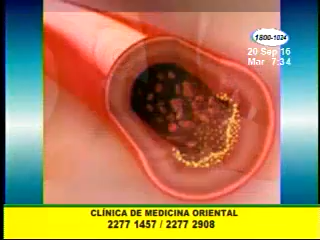 1800-1024
20 Sep 16
Mar 7:34
CLÍNICA DE MEDICINA ORIENTAL
2277 1457 / 2277 2908